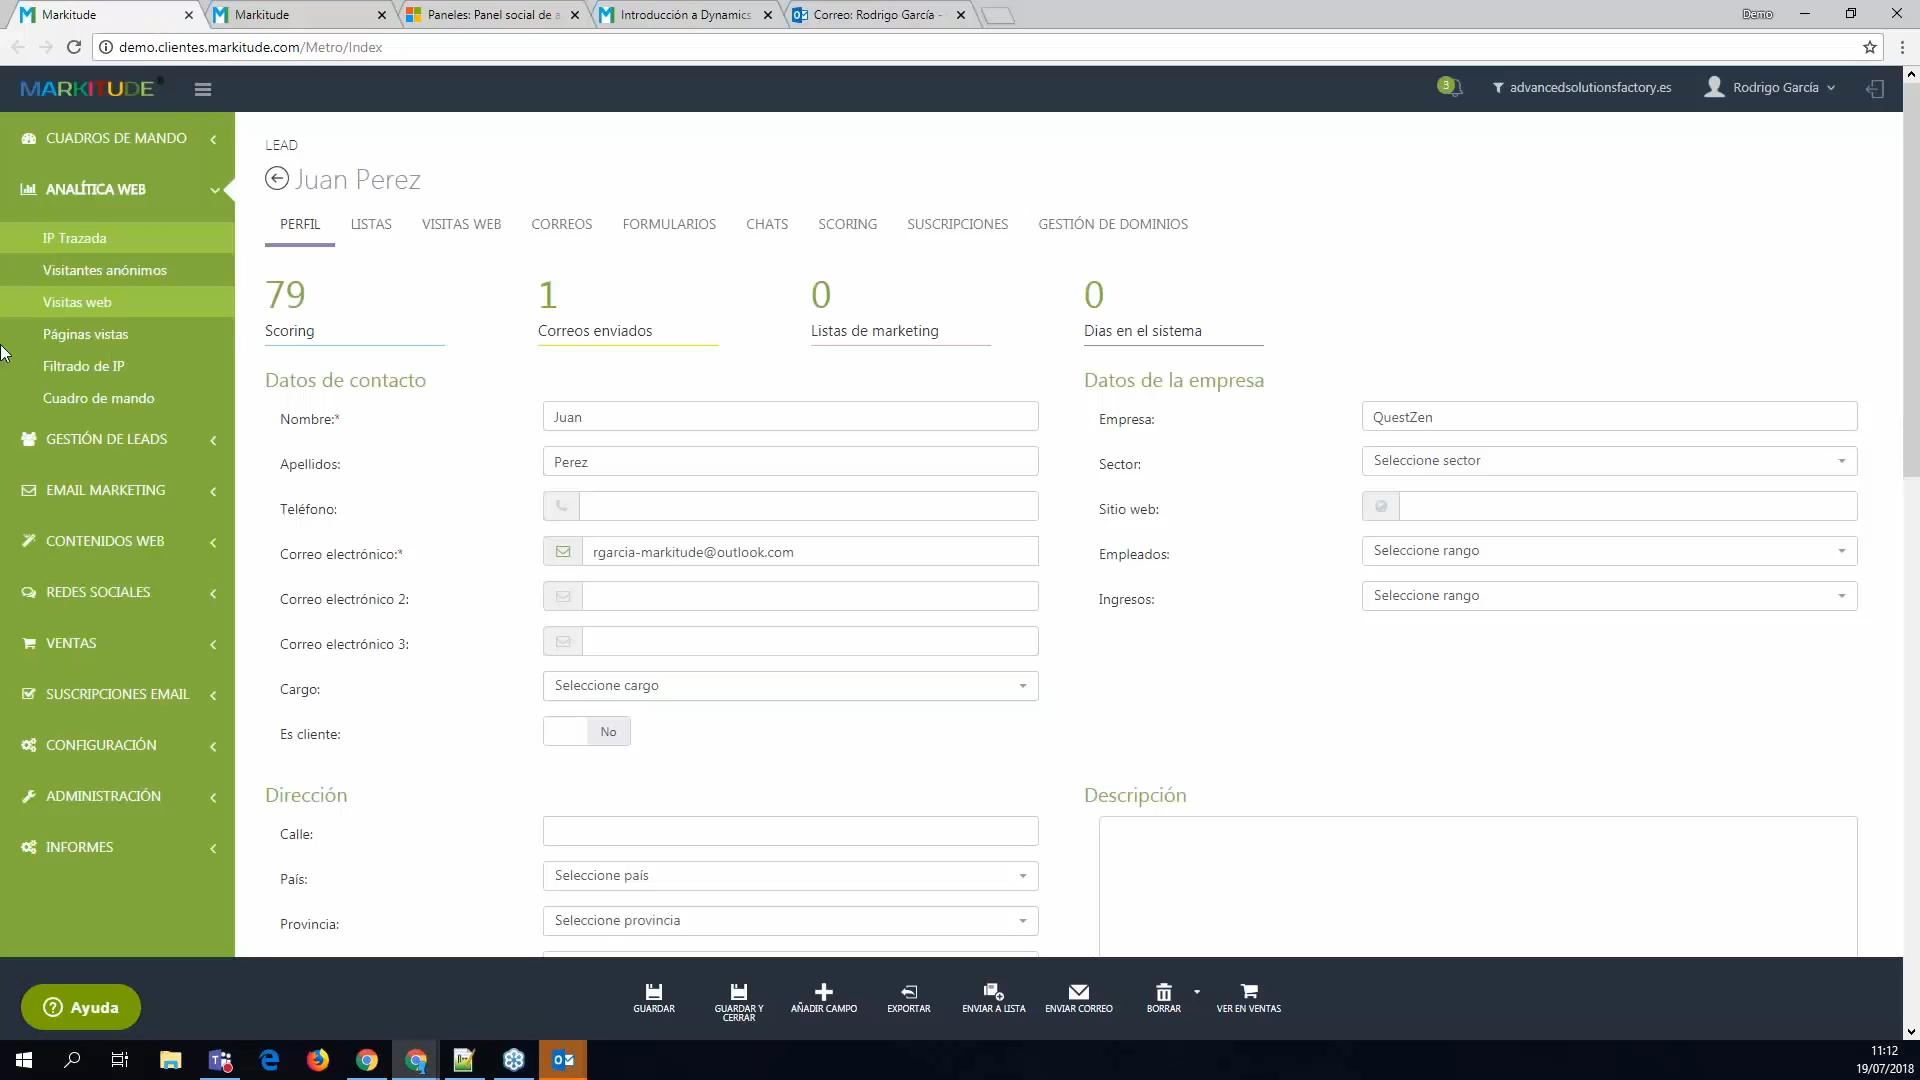 Markitude
Markitude
Paneles: Panel social de a
Introducción a Dynamics
Correo: Rodrigo García -
Demo
demo.clientes.markitude.com/Metro/Index
MARKITUDE
3
advancedsolutionsfactory.es
Rodrigo García
CUADROS DE MANDO
ANALÍTICA WEB
IP Trazada
Visitantes anónimos
Visitas web
Páginas vistas
Filtrado de IP
Cuadro de mando
GESTIÓN DE LEADS
EMAIL MARKETING
CONTENIDOS WEB
REDES SOCIALES
VENTAS
SUSCRIPCIONES EMAIL
CONFIGURACIÓN
ADMINISTRACIÓN
INFORMES
Ayuda
LEAD
Juan Perez
PERFIL LISTAS VISITAS WEB CORREOS FORMULARIOS CHATS SCORING SUSCRIPCIONES GESTIÓN DE DOMINIOS
79 1 0 0
Scoring Correos enviados Listas de marketing Dias en el sistema
Datos de contacto
Nombre:* Juan
Apellidos: Perez
Teléfono:
Correo electrónico:* rgarcia-markitude@outlook.com
Correo electrónico 2:
Correo electrónico 3:
Cargo: Seleccione cargo
Es cliente: No
Datos de la empresa
Empresa: QuestZen
Sector: Seleccione sector
Sitio web:
Empleados: Seleccione rango
Ingresos: Seleccione rango
Dirección
Calle:
País: Seleccione país
Provincia: Seleccione provincia
Descripción
GUARDAR
GUARDAR Y
CERRAR
AÑADIR CAMPO
EXPORTAR
ENVIAR A LISTA
ENVIAR CORREO
BORRAR
VER EN VENTAS
11:12
19/07/2018